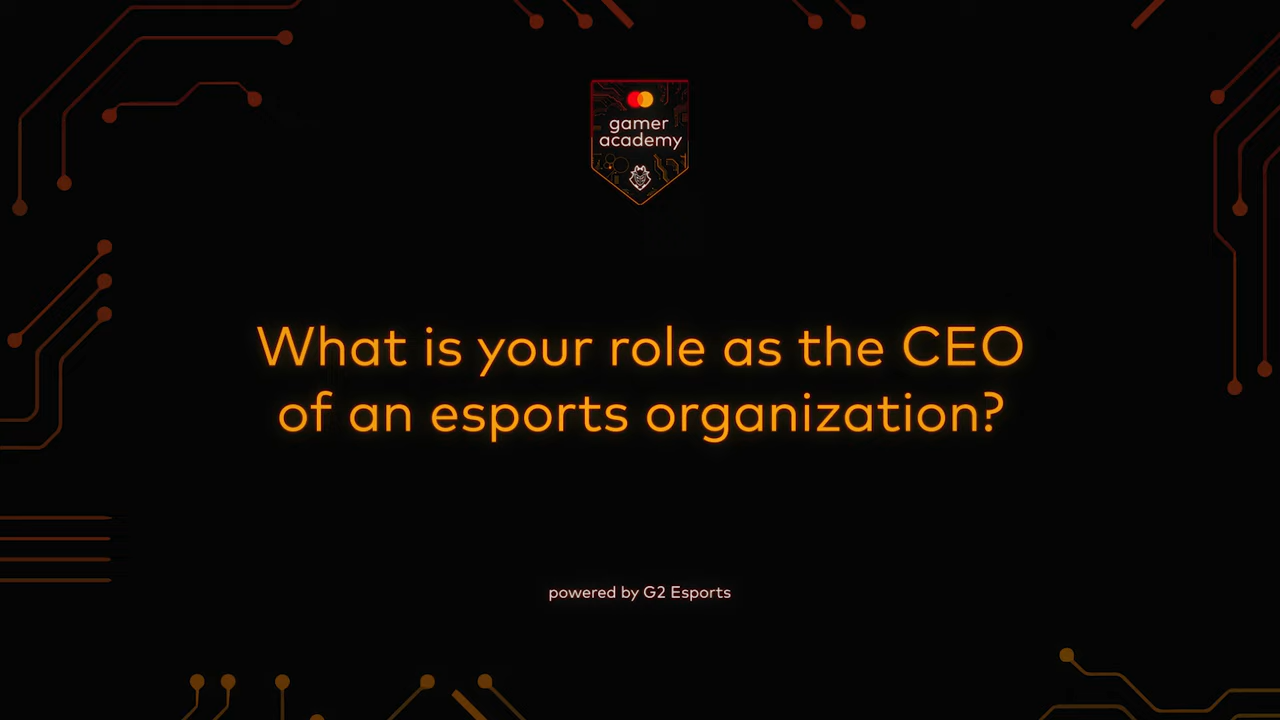 gamer
academy
What is your role as the CEO
of an esports organization?
powered by G2 Esports